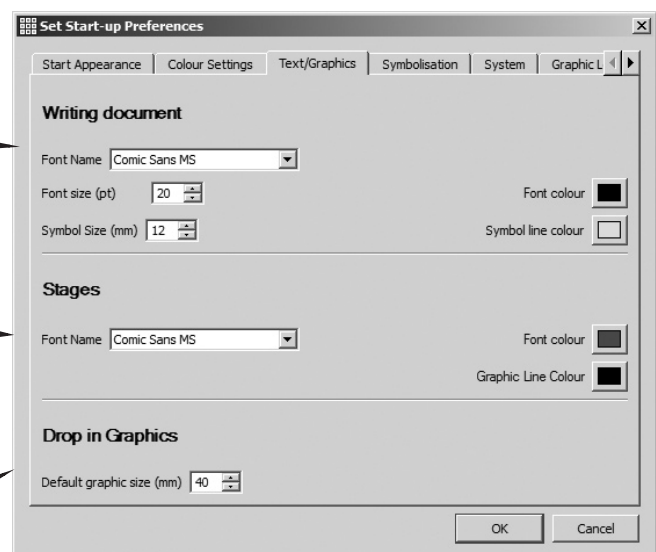 Set Start-up Preferences
Start Appearance Colour Settings Text/Graphics Symbolisation System Graphic L
Writing document
Font Name Comic Sans MS
Font size (pt) 20 Font colour
Symbol Size (mm) 12 Symbol line colour
Stages
Font Name Comic Sans MS Font colour
Graphic Line Colour
Drop in Graphics
Default graphic size (mm) 40
OK Cancel